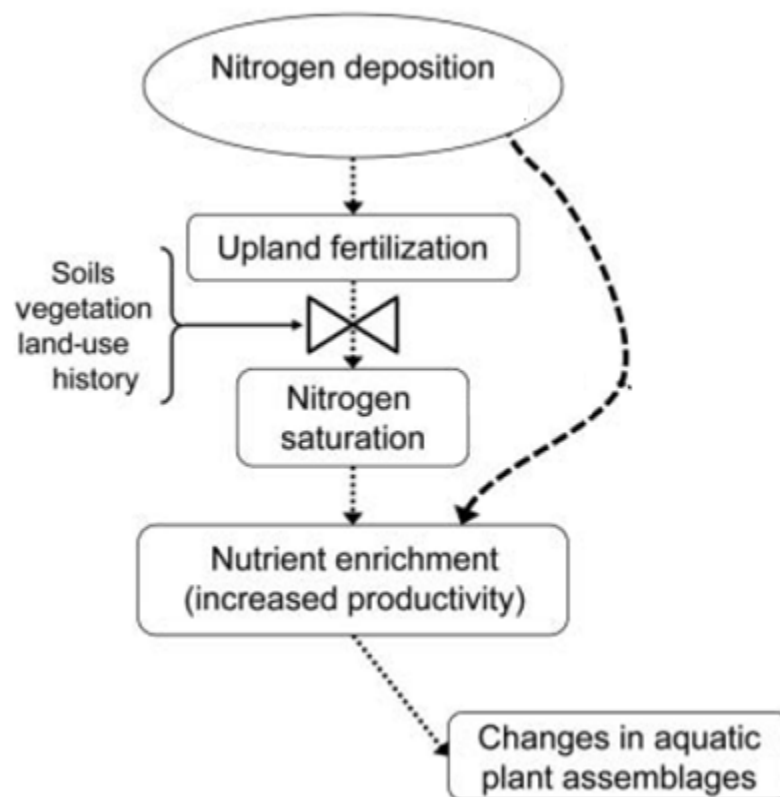 Nitrogen deposition
Upland fertilization
Soils
vegetation
land-use
history
Nitrogen
saturation
Nutrient enrichment
(increased productivity)
Changes in aquatic
plant assemblages